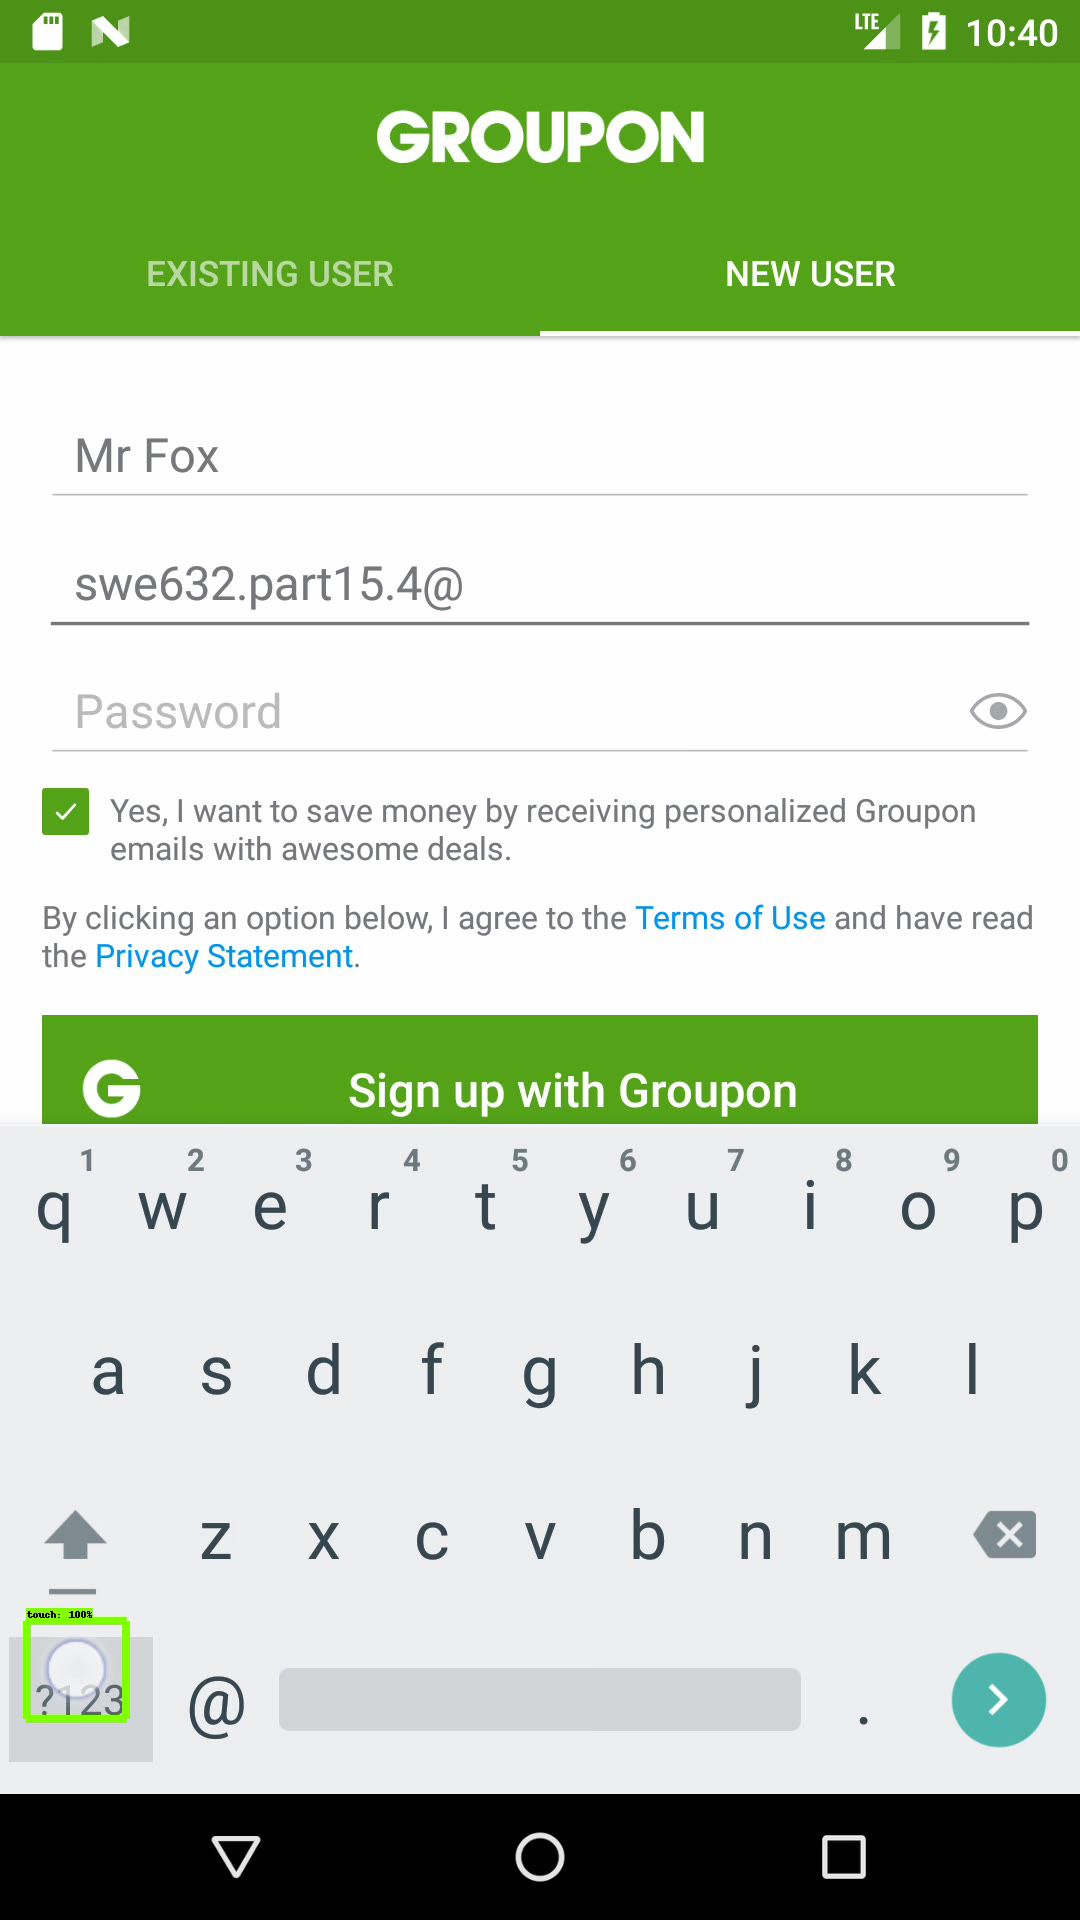 LTE 10:40
GROUPON
EXISTING USER NEW USER
Mr Fox
swe632.part15.4@
Password
Yes, I want to save money by receiving personalized Groupon
emails with awesome deals.
By clicking an option below, I agree to the Terms of Use and have read
the Privacy Statement.
G Sign up with Groupon
1 2 3 4 5 6 7 8 9 0
q w e r t y u i o p
a s d f g h j k l
z x c v b n m
touch: 100%
?123 @ .